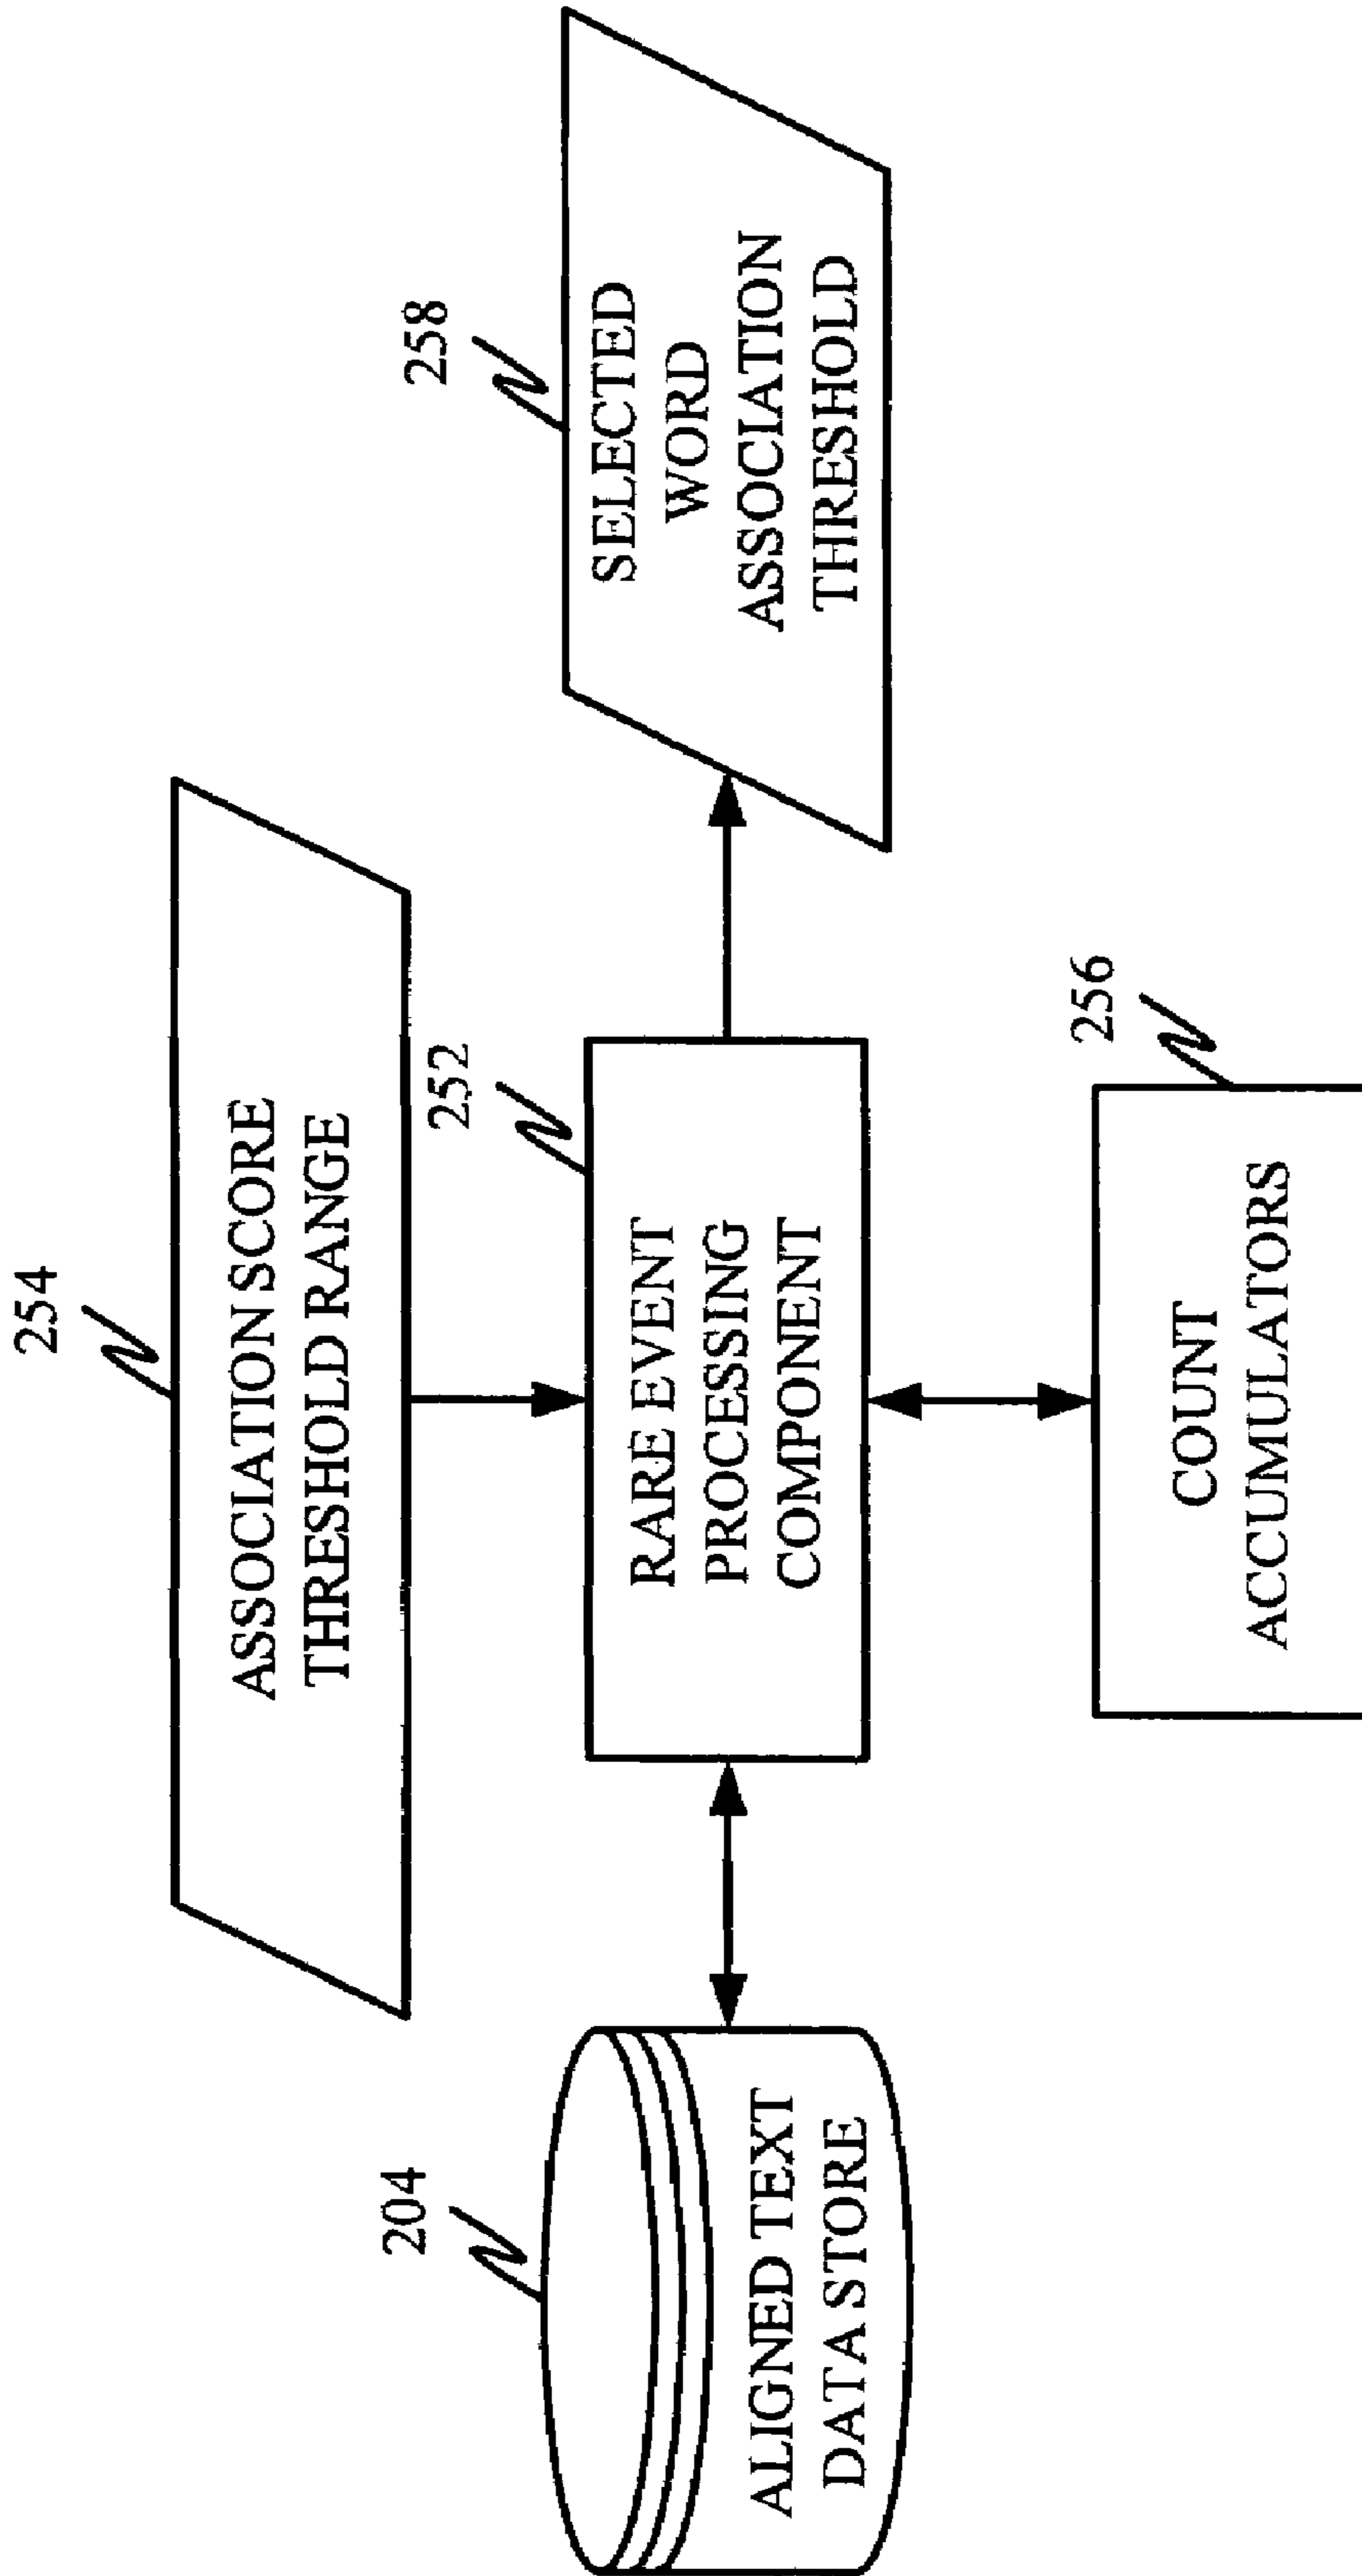 254
ASSOCIATION SCORE
THRESHOLD RANGE
204
ALIGNED TEXT
DATA STORE
252
RARE EVENT
PROCESSING
COMPONENT
258
SELECTED
WORD
ASSOCIATION
THRESHOLD
256
COUNT
ACCUMULATORS